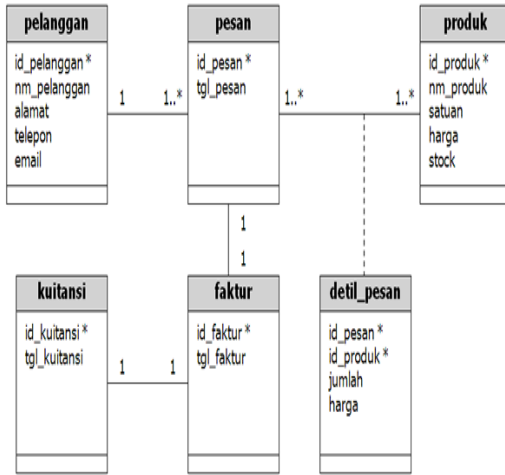 pelanggan
id_pelanggan *
nm_pelanggan
alamat
telepon
email
1
1..*
pesan
id_pesan *
tgl_pesan
1..*
1..*
produk
id_produk *
nm_produk
satuan
harga
stock
1
1
kuitansi
id_kuitansi *
tgl_kuitansi
1
1
faktur
id_faktur *
tgl_faktur
detil_pesan
id_pesan *
id_produk *
jumlah
harga